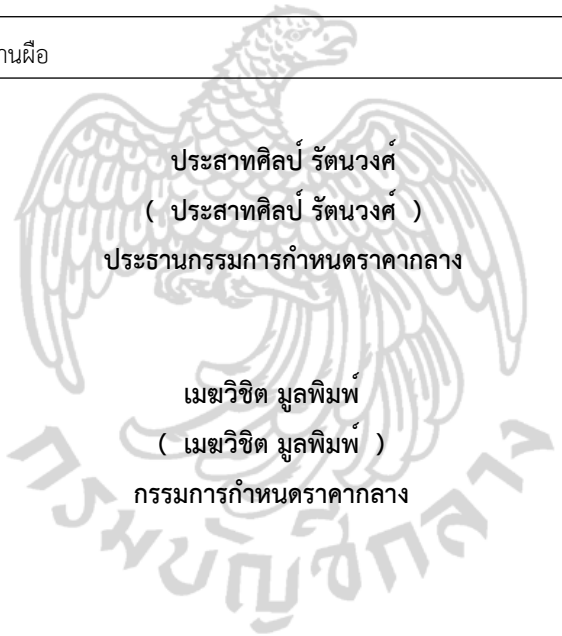 านผือ
ประสาทศิลป์ รัตนวงศ์
( ประสาทศิลป์ รัตนวงศ์ )
ประธานกรรมการกำหนดราคากลาง
เมฆวิชิต มูลพิมพ์
( เมฆวิชิต มูลพิมพ์ )
กรรมการกำหนดราคากลาง
กรมบัญชีกลาง